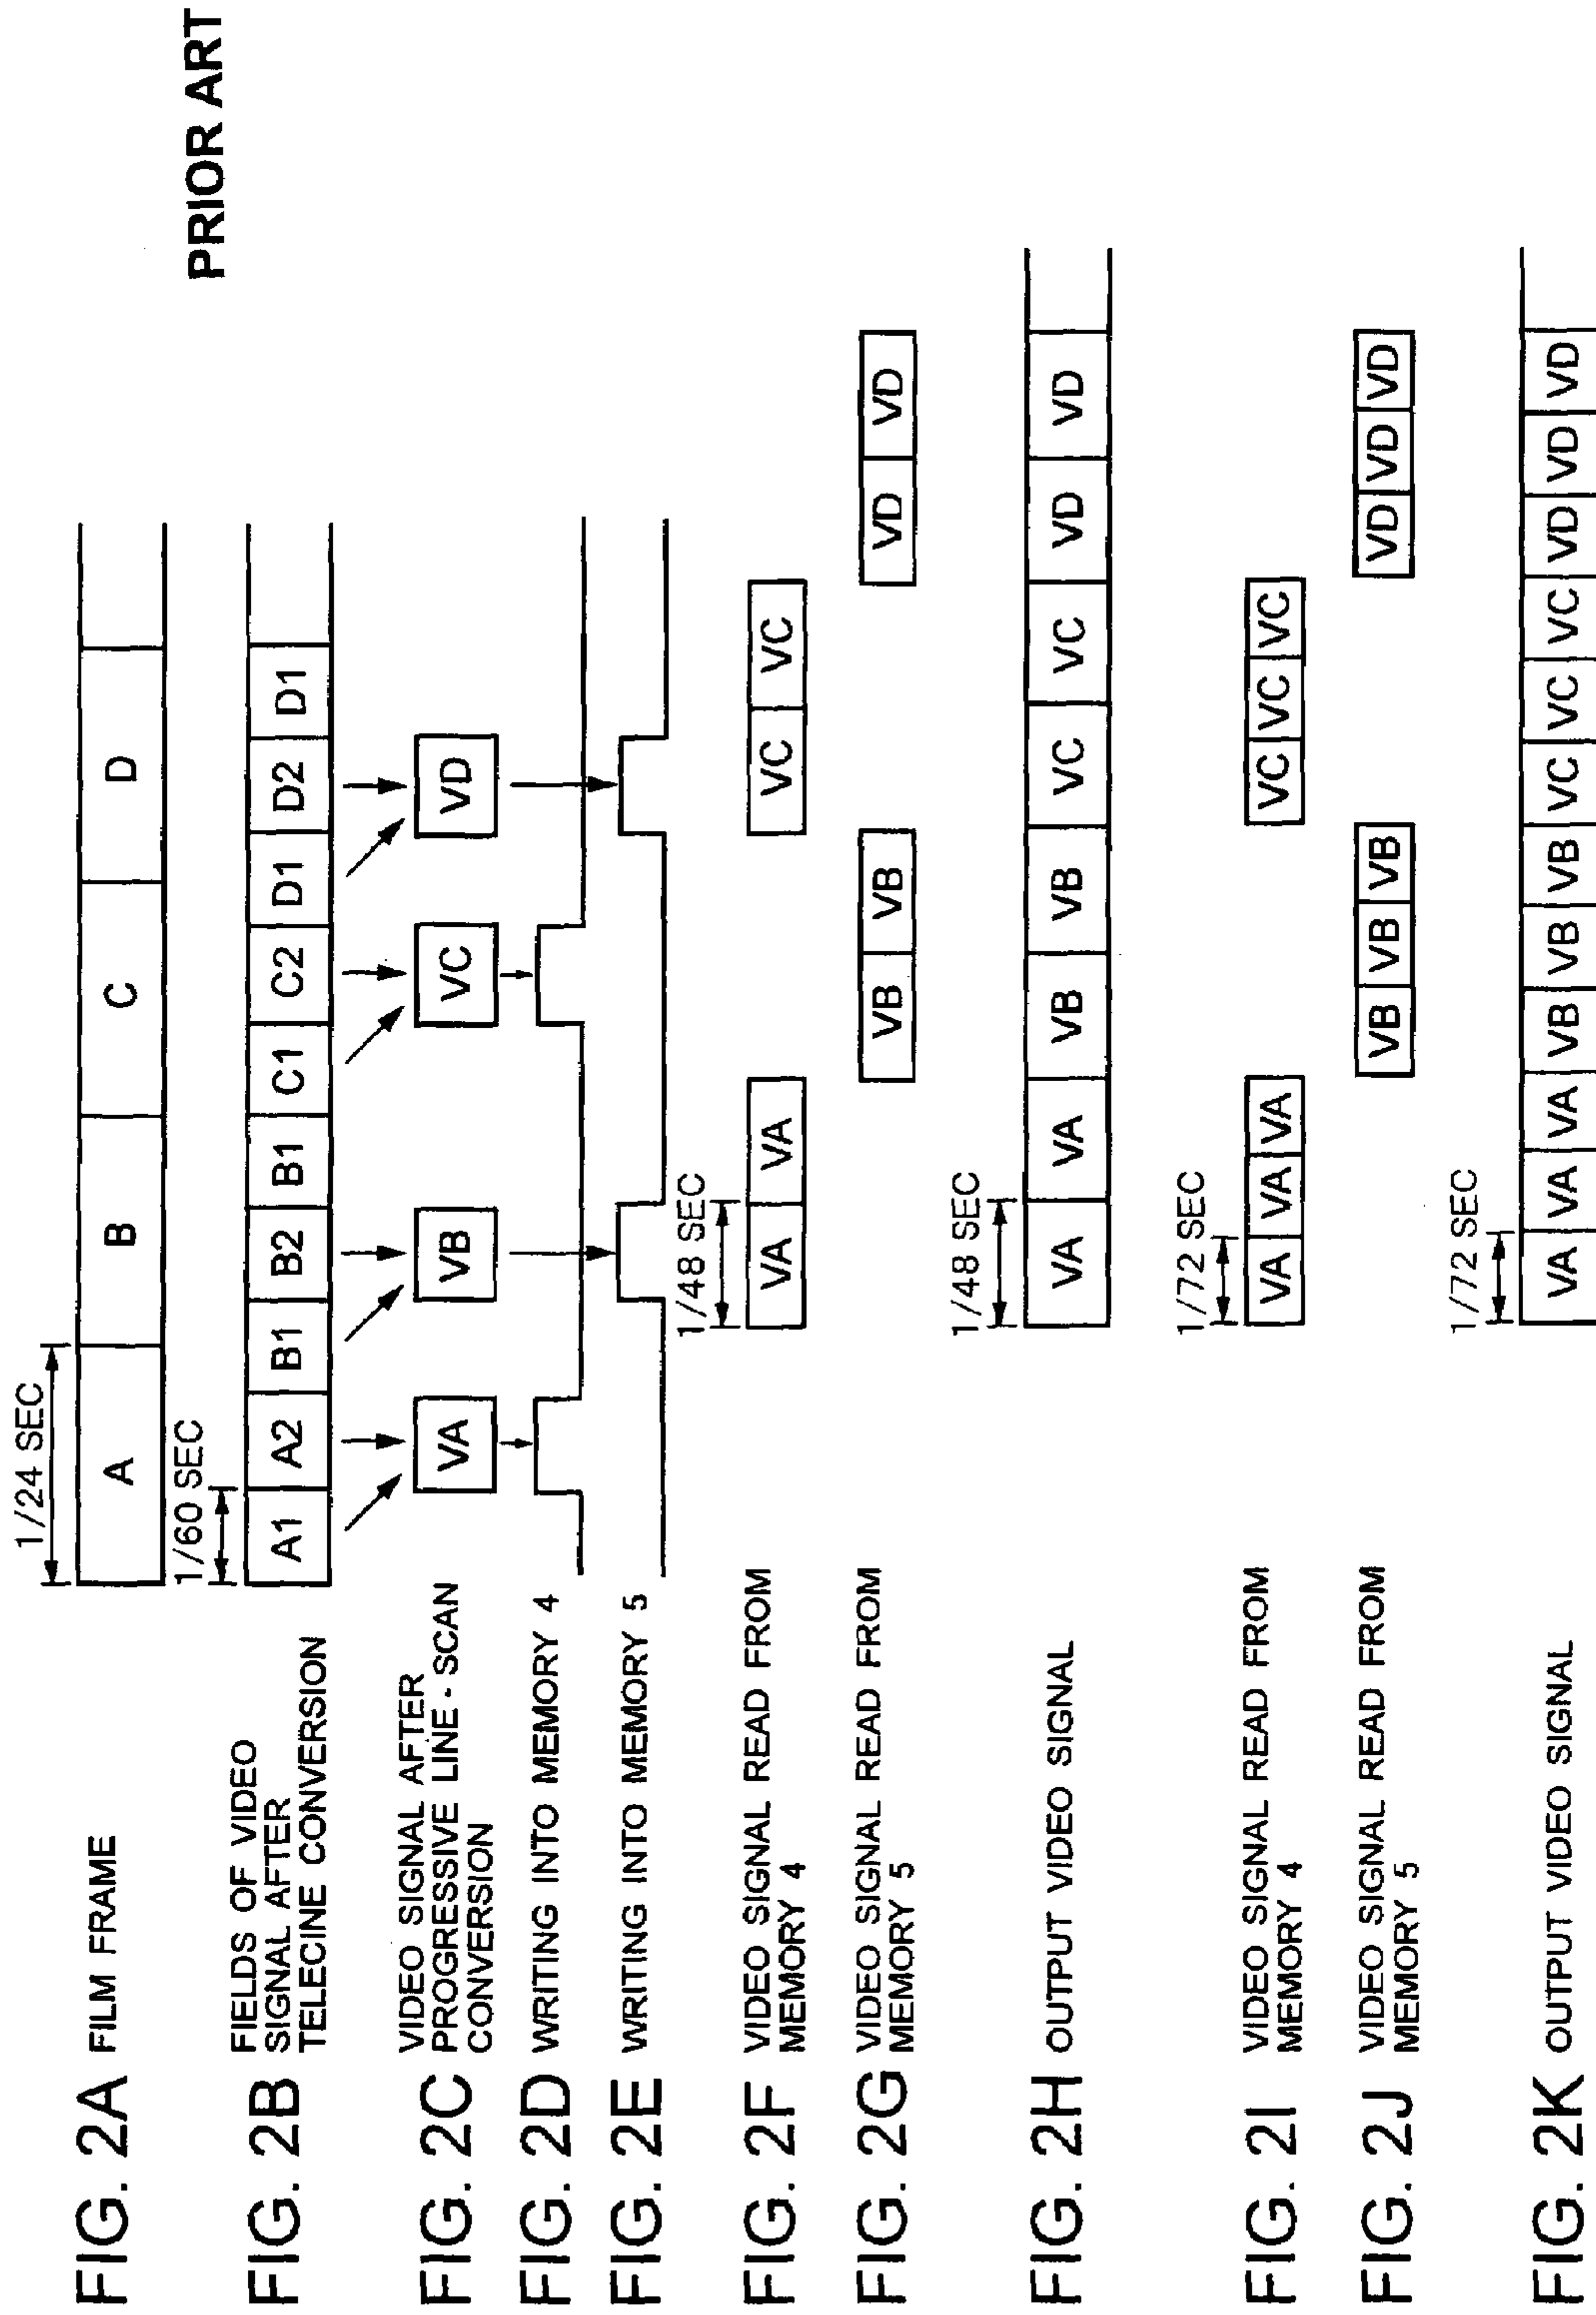 PRIOR ART
1/24 SEC
FIG. 2A FILM FRAME
A B C D
1/60 SEC
FIG. 2B FIELDS OF VIDEO
SIGNAL AFTER
TELECINE CONVERSION
A1 A2 B1 B2 B1 C1 C2 D1 D2 D1
FIG. 2C VIDEO SIGNAL AFTER
PROGRESSIVE LINE - SCAN
CONVERSION
VA VB VC VD
FIG. 2D WRITING INTO MEMORY 4
FIG. 2E WRITING INTO MEMORY 5
1/48 SEC
FIG. 2F VIDEO SIGNAL READ FROM
MEMORY 4
VA VA VC VC
FIG. 2G VIDEO SIGNAL READ FROM
MEMORY 5
VB VB VD VD
1/48 SEC
FIG. 2H OUTPUT VIDEO SIGNAL
VA VA VB VB VC VC VD VD
1/72 SEC
FIG. 2I VIDEO SIGNAL READ FROM
MEMORY 4
VA VA VA VC VC VC
FIG. 2J VIDEO SIGNAL READ FROM
MEMORY 5
VB VB VB VD VD VD
1/72 SEC
FIG. 2K OUTPUT VIDEO SIGNAL
VA VA VA VB VB VB VC VC VC VD VD VD